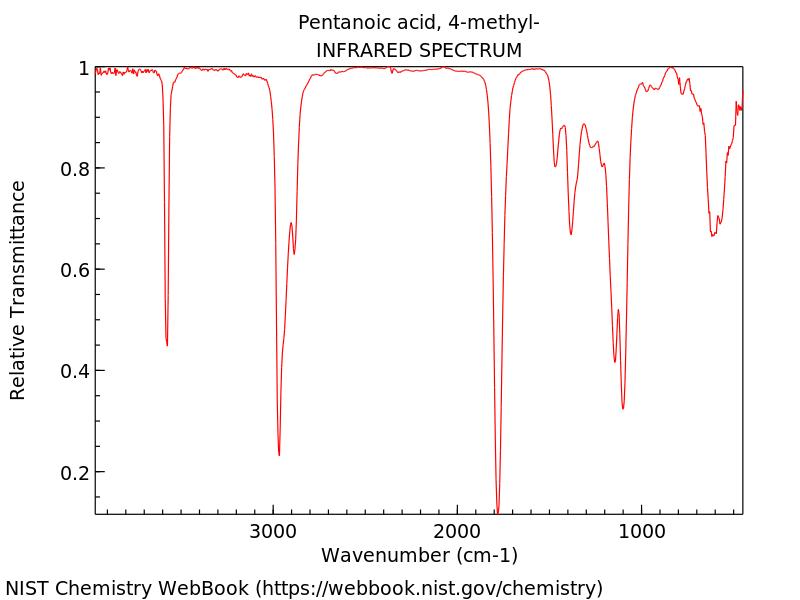 Pentanoic acid, 4-methyl-
INFRARED SPECTRUM
1
0.8
0.6
0.4
0.2
Relative Transmittance
3000 2000 1000
Wavenumber (cm-1)
NIST Chemistry WebBook (https://webbook.nist.gov/chemistry)